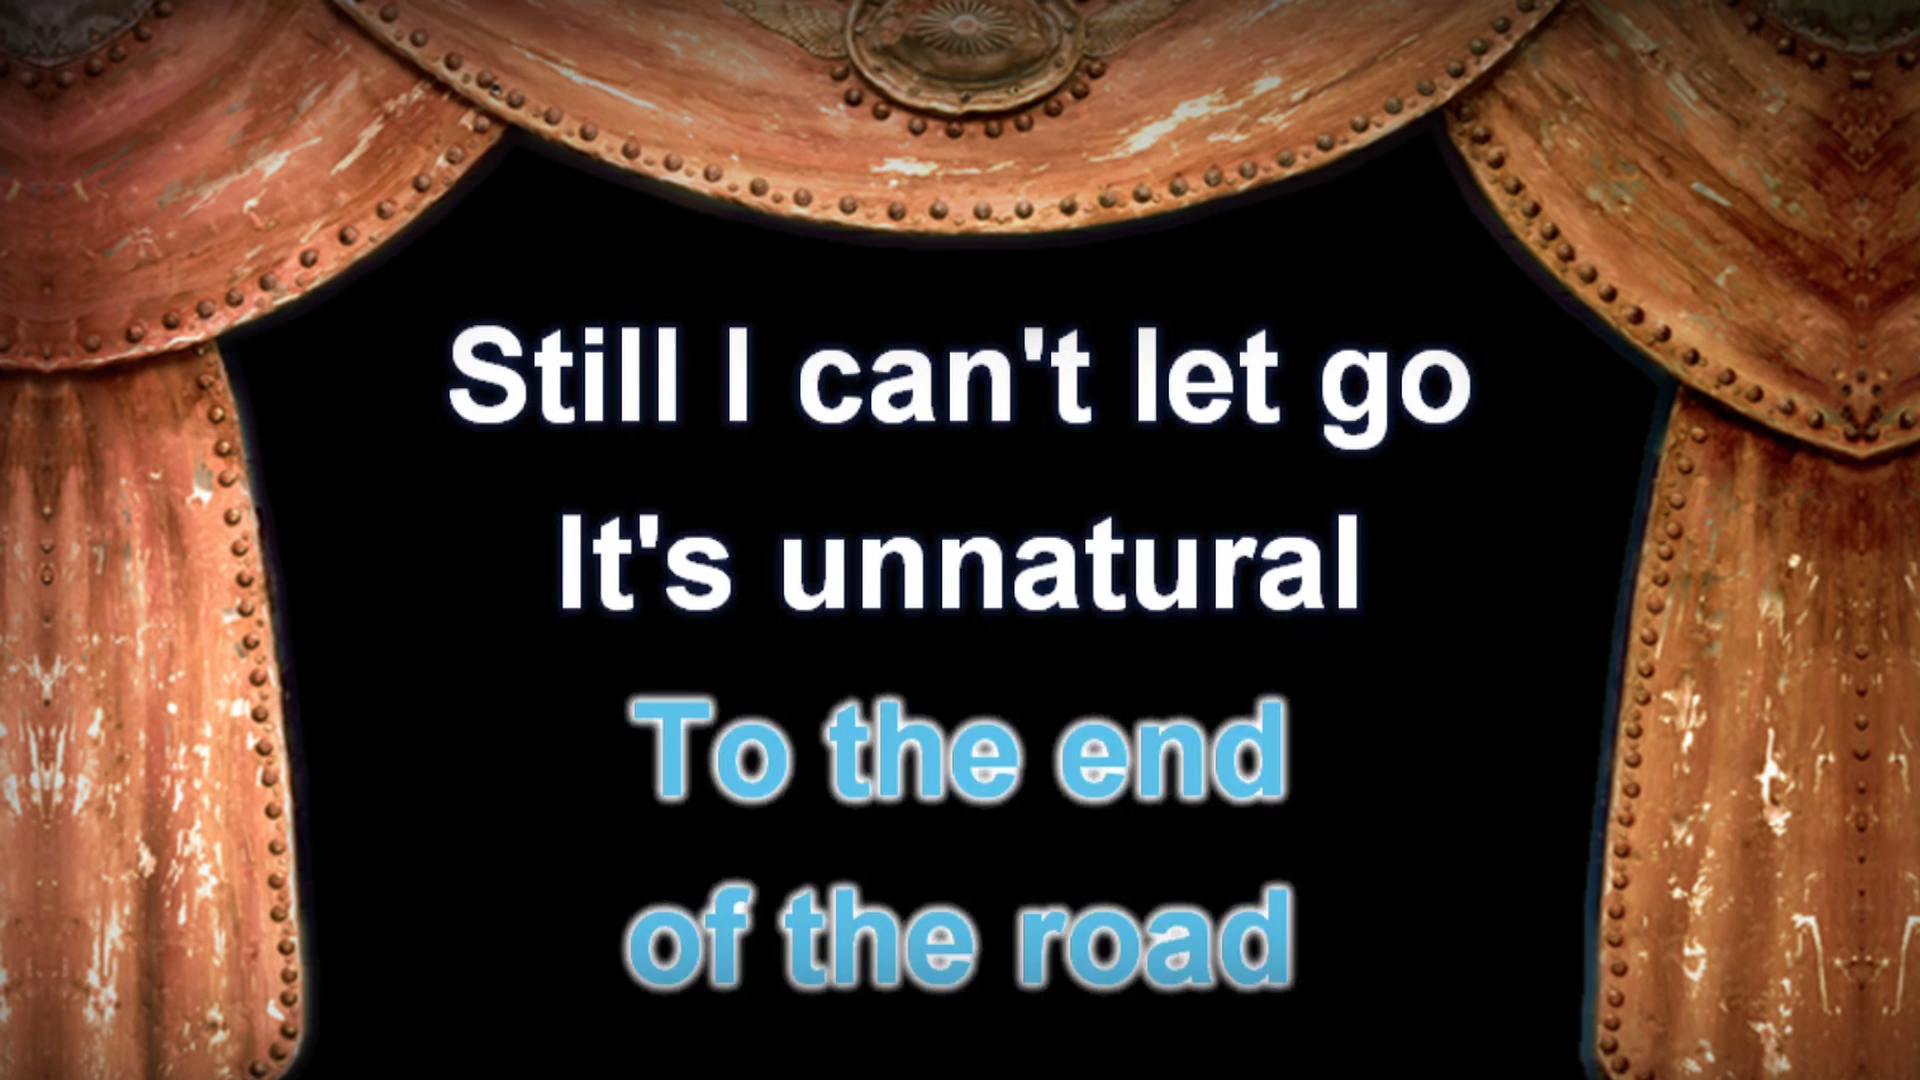 Still I can't let go
It's unnatural
To the end
of the road